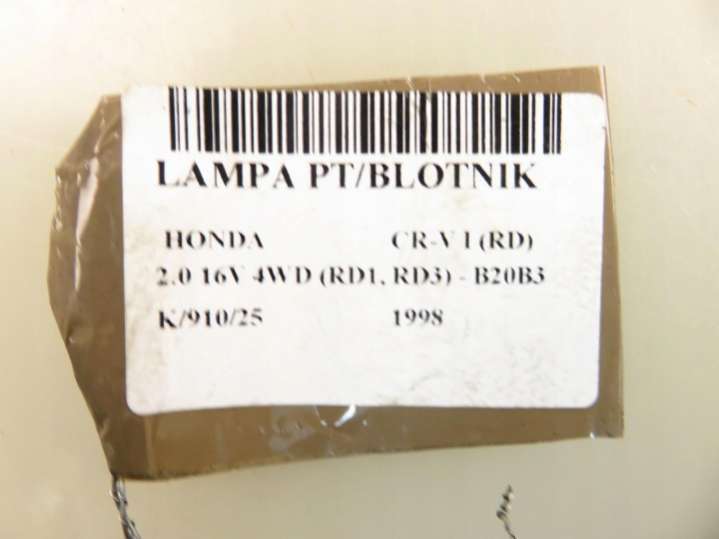 LAMPA PT/BLOTNIK
HONDA CR-V I (RD)
2.0 16V 4WD (RD1, RD3) - B20B3
K/910/25 1998